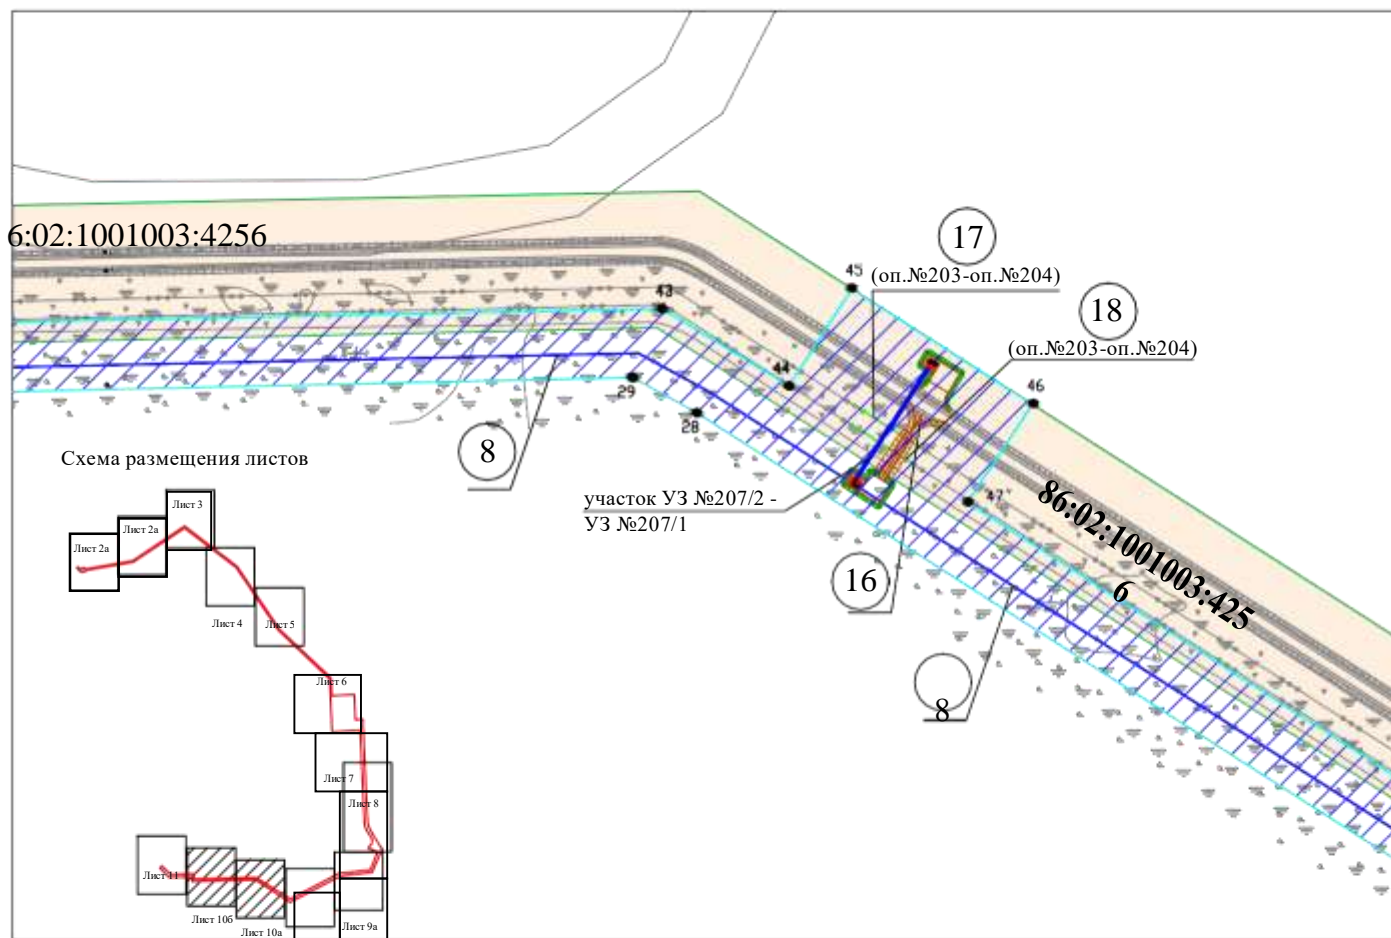 17
6:02:1001003:4256
45
(оп.№203-оп.№204)
18
43
(оп.№203-оп.№204)
44
46
29
28
8
Схема размещения листов
участок УЗ №207/2 -
УЗ №207/1
47
86:02:1001003:425
6
16
8
Лист 3
Лист 2а
Лист 2а
Лист 4
Лист 5
Лист 6
Лист 7
Лист 8
Лист 11
Лист 10б
Лист 10а
Лист 9а